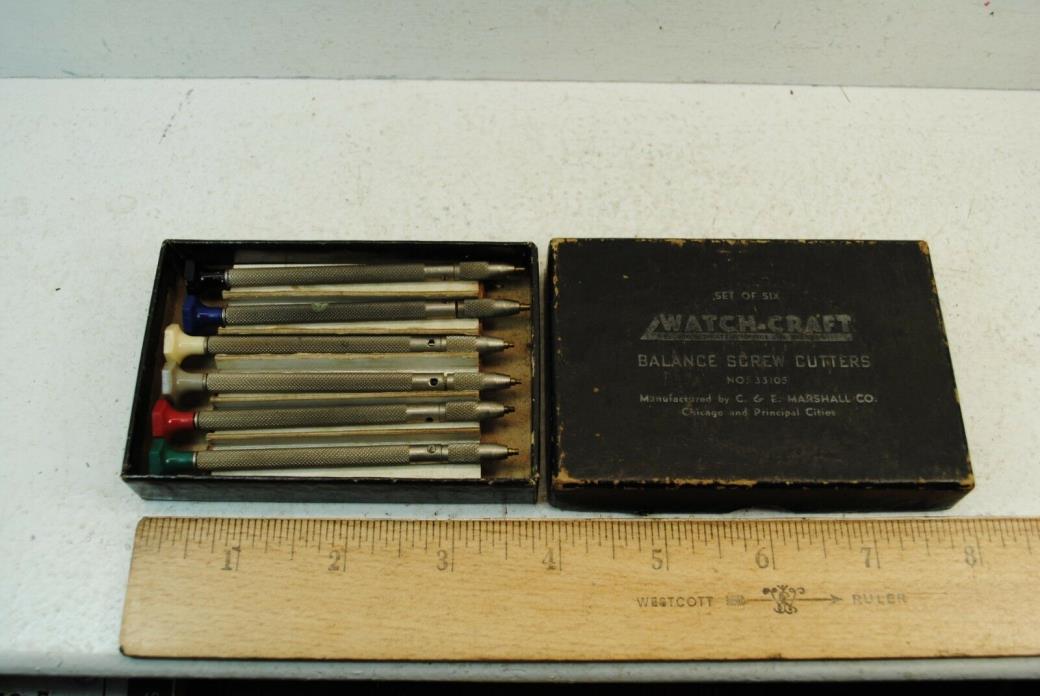 SET OF SIX
WATCH-CRAFT
BALANCE SCREW CUTTERS
NO. 33105
Manufactured by C. & E. MARSHALL CO.
Chicago and Principal Cities
1 2 3 4 5 6 7 8
WESTCOTT RULER